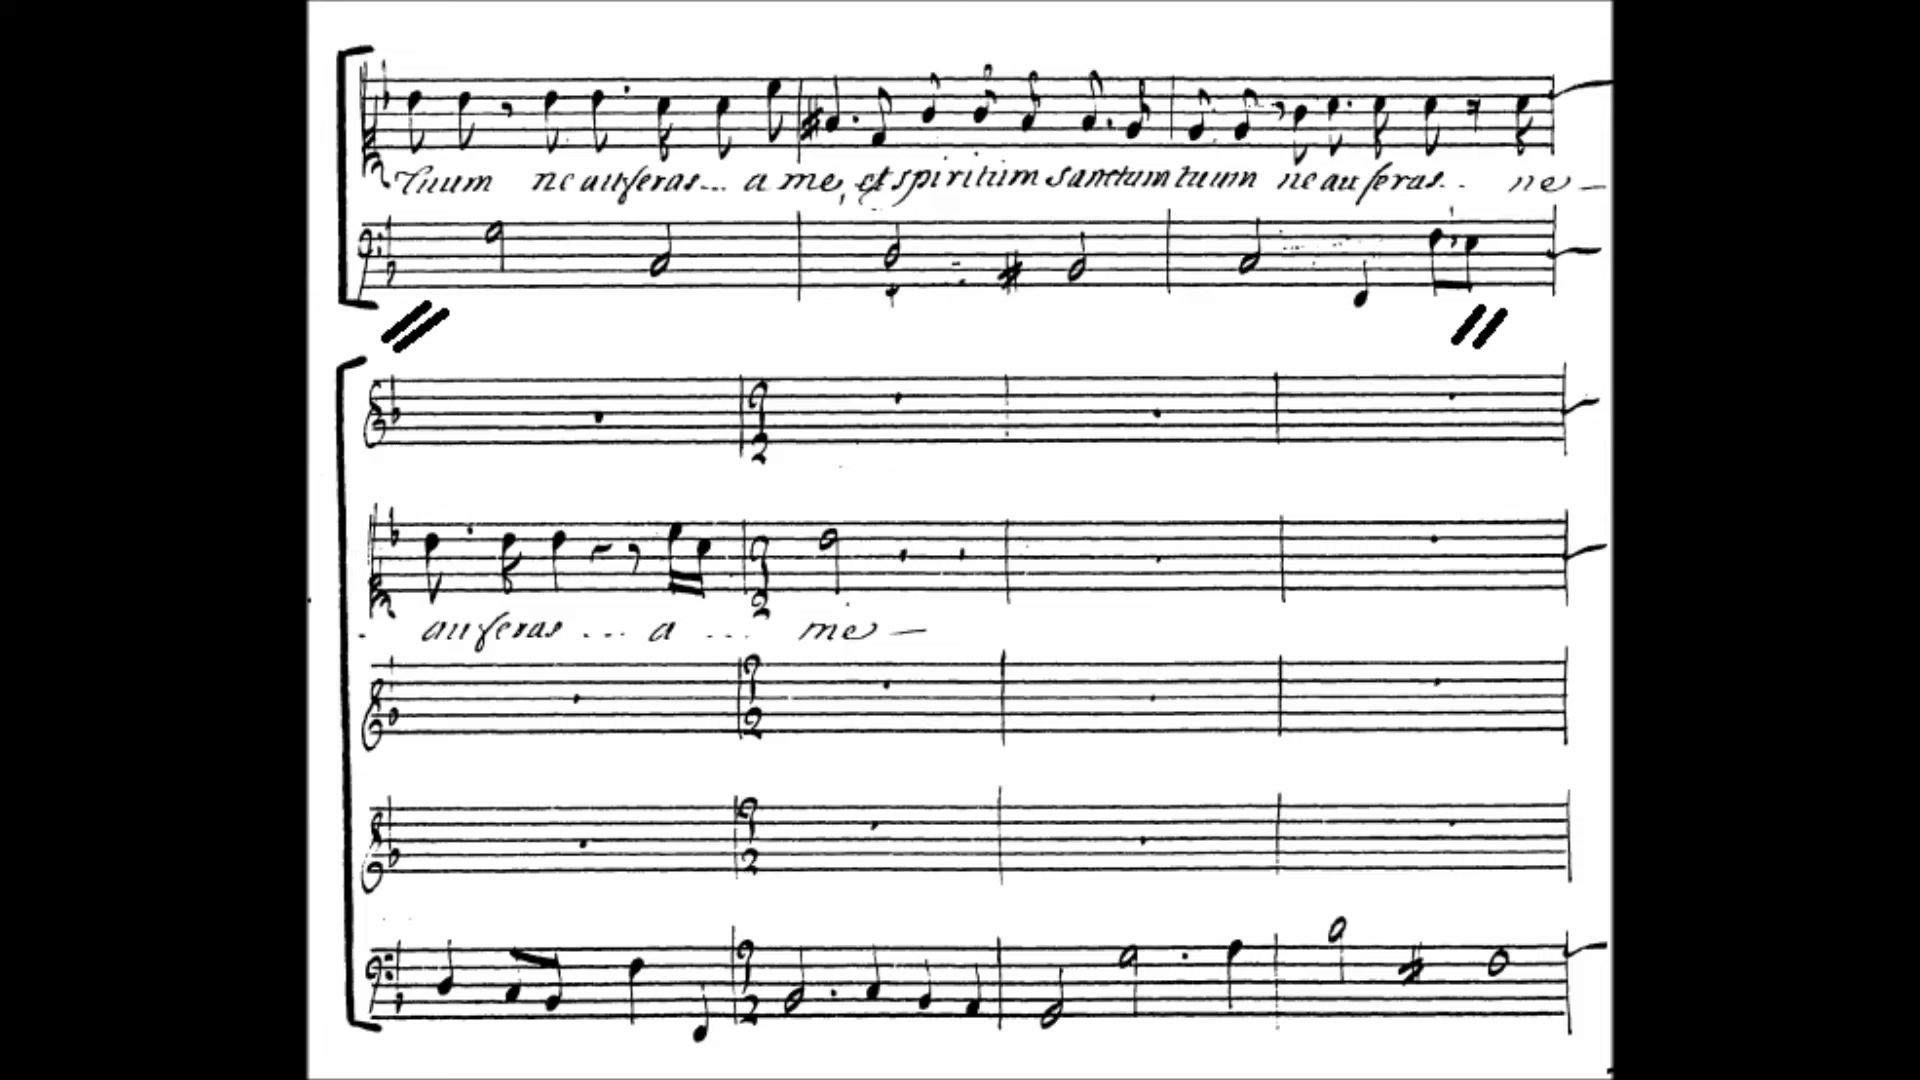 Tuum ne auferas... a me, et spiritum sanctum tuum ne auferas.. ne —
auferas ... a ... me —